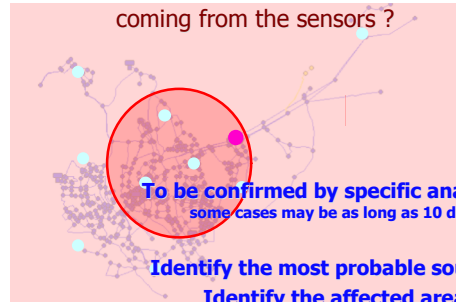 coming from the sensors ?
To be confirmed by specific ana
some cases may be as long as 10 d
Identify the most probable sou
Identify the affected area